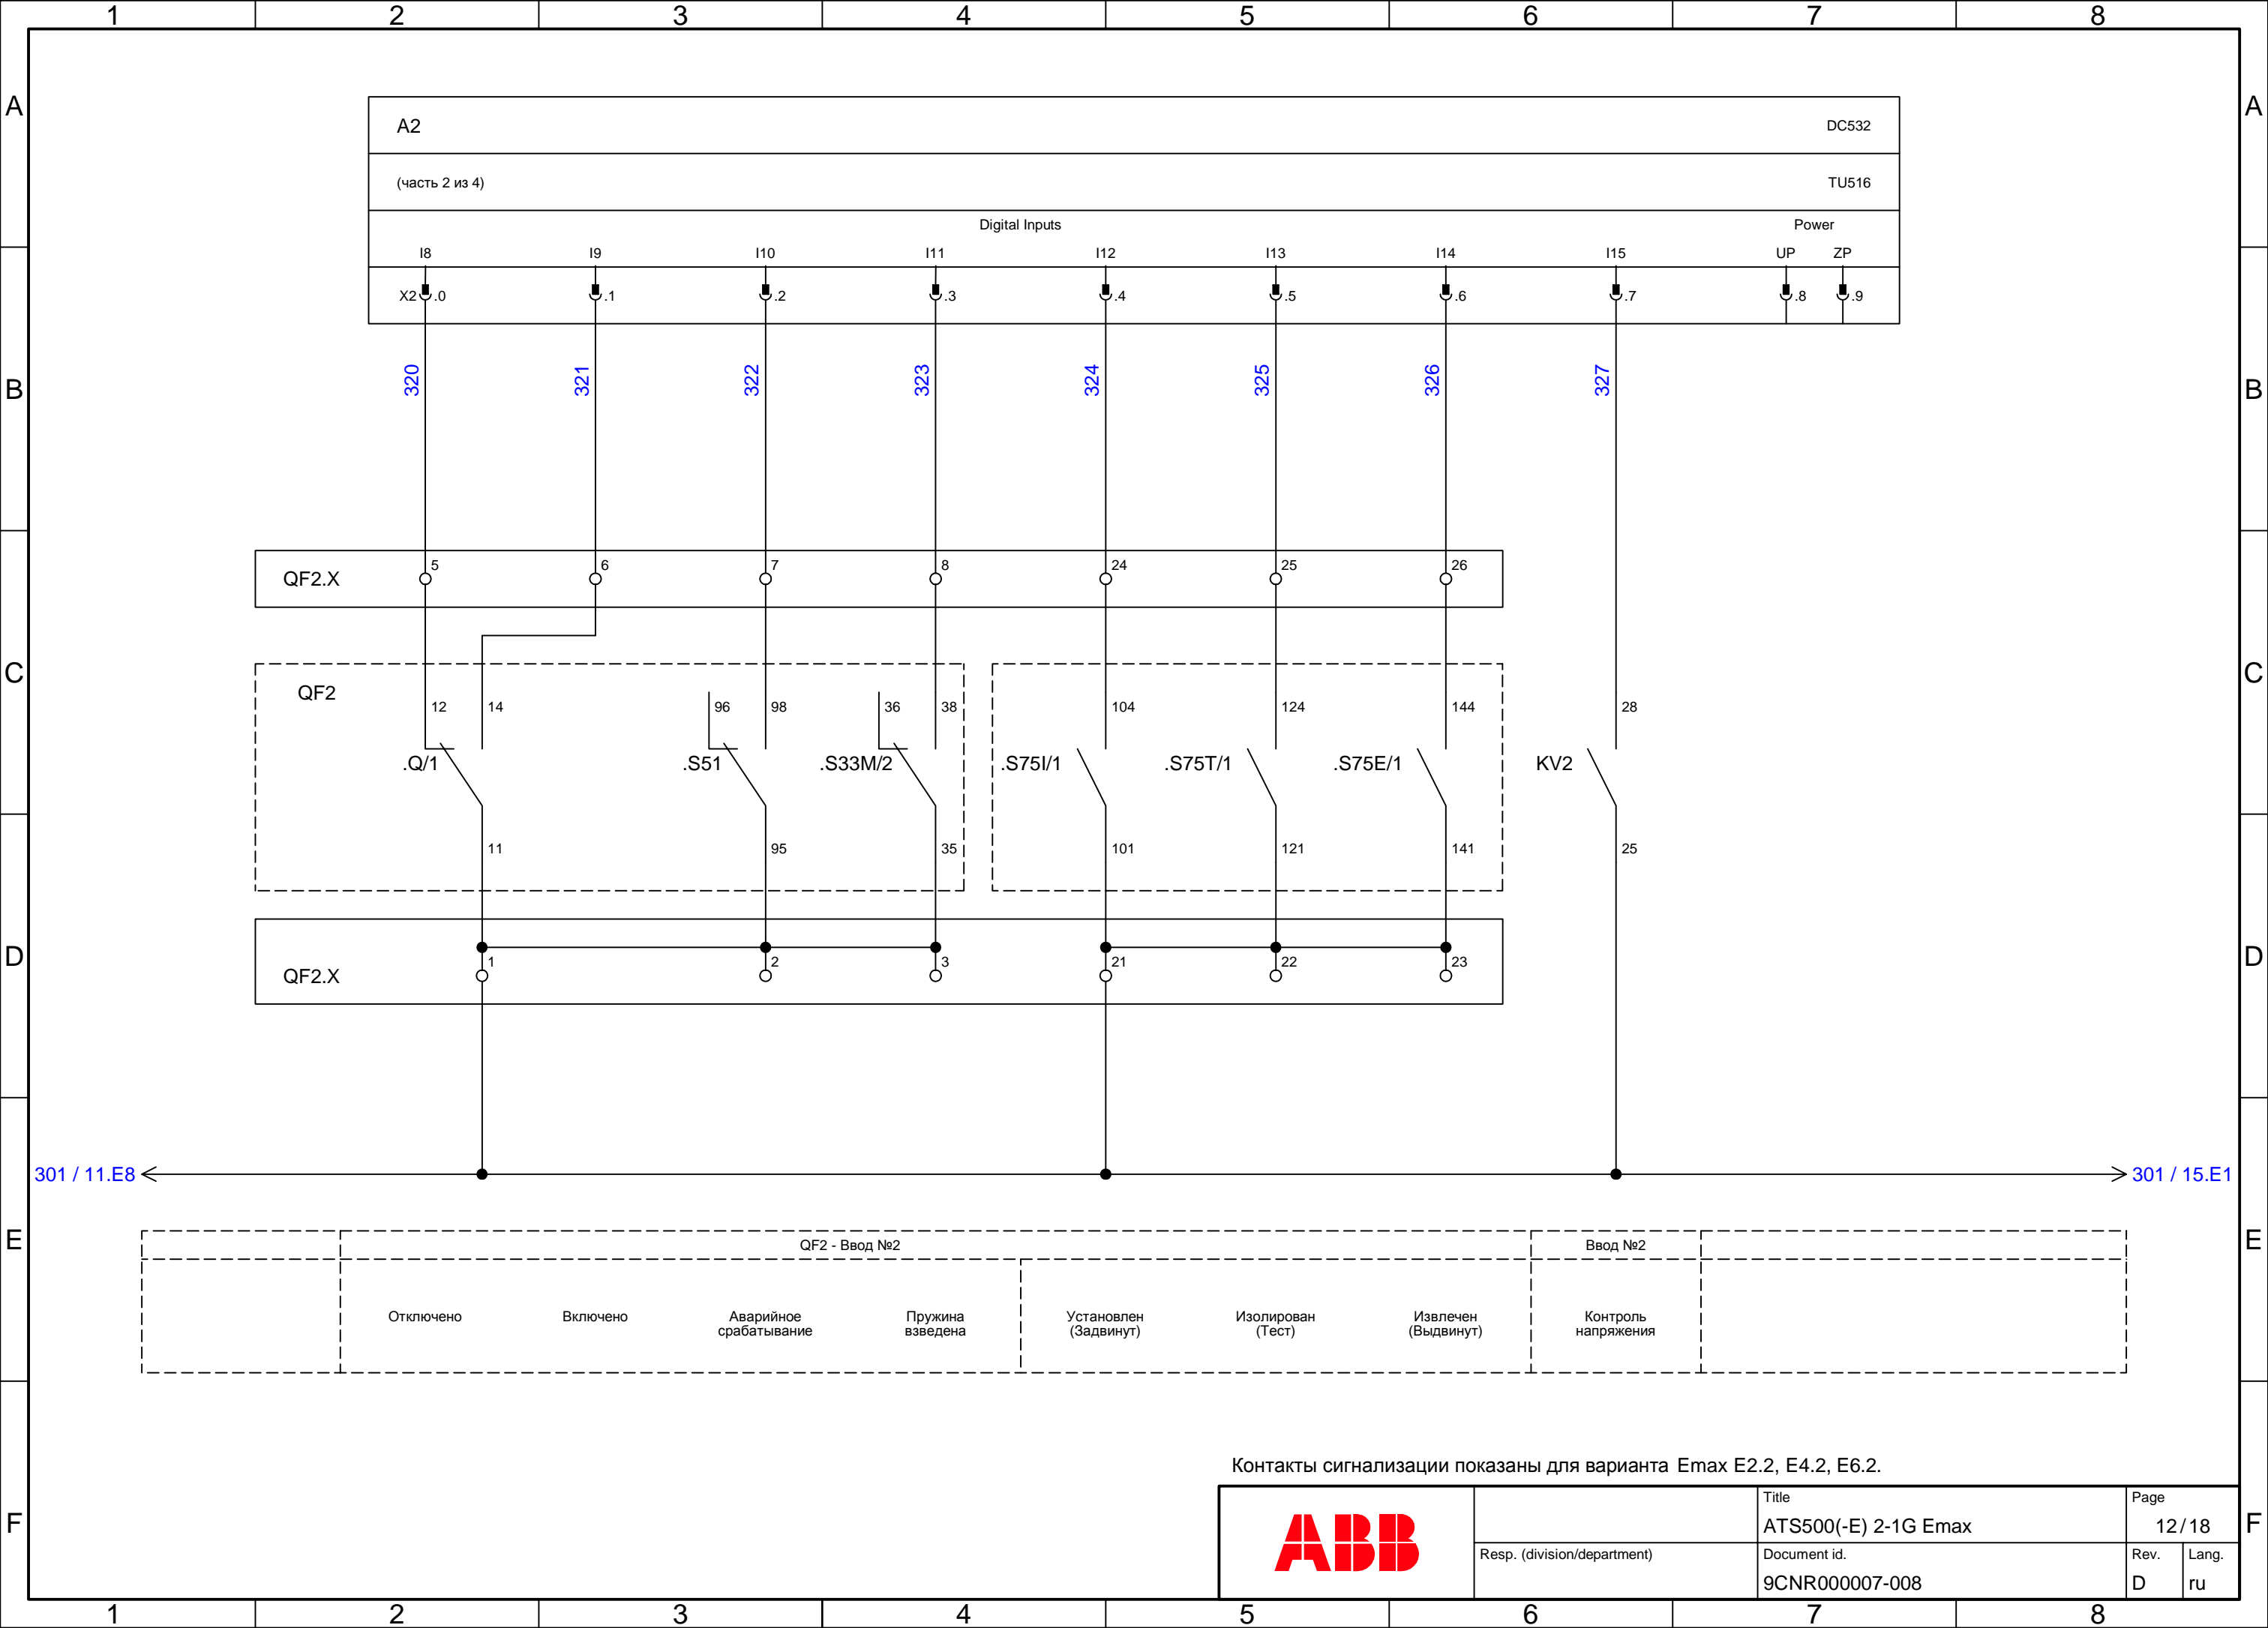 1 2 3 4 5 6 7 8
A A
A2 DC532
(часть 2 из 4) TU516
Digital Inputs Power
I8 I9 I10 I11 I12 I13 I14 I15 UP ZP
X2 .0 .1 .2 .3 .4 .5 .6 .7 .8 .9
320 321 322 323 324 325 326 327
B B
QF2.X 5 6 7 8 24 25 26
C C
QF2
12 14 96 98 36 38 104 124 144 28
.Q/1 .S51 .S33M/2 .S75I/1 .S75T/1 .S75E/1 KV2
11 95 35 101 121 141 25
D D
QF2.X 1 2 3 21 22 23
301 / 11.E8 301 / 15.E1
E E
QF2 - Ввод №2 Ввод №2
Отключено Включено Аварийное Пружина Установлен Изолирован Извлечен Контроль
срабатывание взведена (Задвинут) (Тест) (Выдвинут) напряжения
Контакты сигнализации показаны для варианта Emax E2.2, E4.2, E6.2.
F F
ABB
Title
ATS500(-E) 2-1G Emax
Page
12/18
Resp. (division/department)
Document id.
9CNR000007-008
Rev.
D
Lang.
ru
1 2 3 4 5 6 7 8